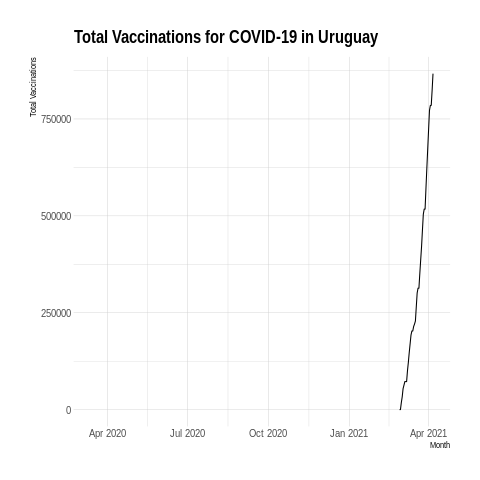 Total Vaccinations for COVID-19 in Uruguay
Total Vaccinations
750000
500000
250000
0
Apr 2020 Jul 2020 Oct 2020 Jan 2021 Apr 2021
Month